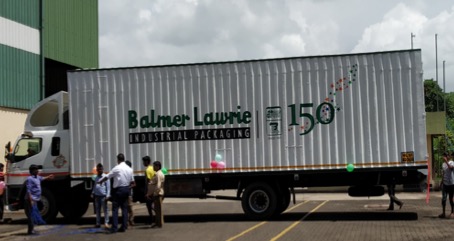 Balmer Lawrie
INDUSTRIAL PACKAGING
150